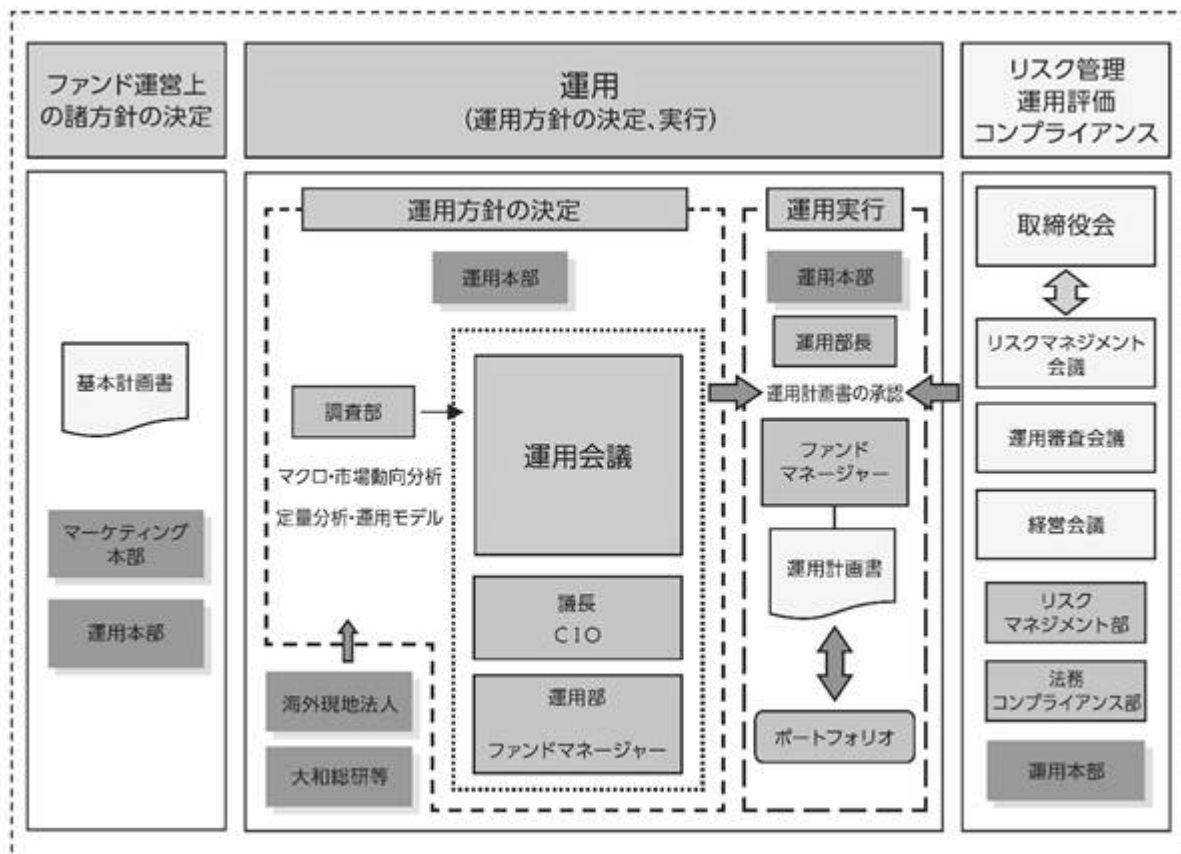 ファンド運営上
の諸方針の決定
運用
(運用方針の決定、実行)
リスク管理
運用評価
コンプライアンス
基本計画書
マーケティング
本部
運用本部
運用方針の決定
運用本部
調査部
マクロ・市場動向分析
定量分析・運用モデル
海外現地法人
大和総研等
運用会議
議長
CIO
運用部
ファンドマネージャー
運用実行
運用本部
運用部長
運用計画書の承認
ファンド
マネージャー
運用計画書
ポートフォリオ
取締役会
リスクマネジメント
会議
運用審査会議
経営会議
リスク
マネジメント部
法務
コンプライアンス部
運用本部